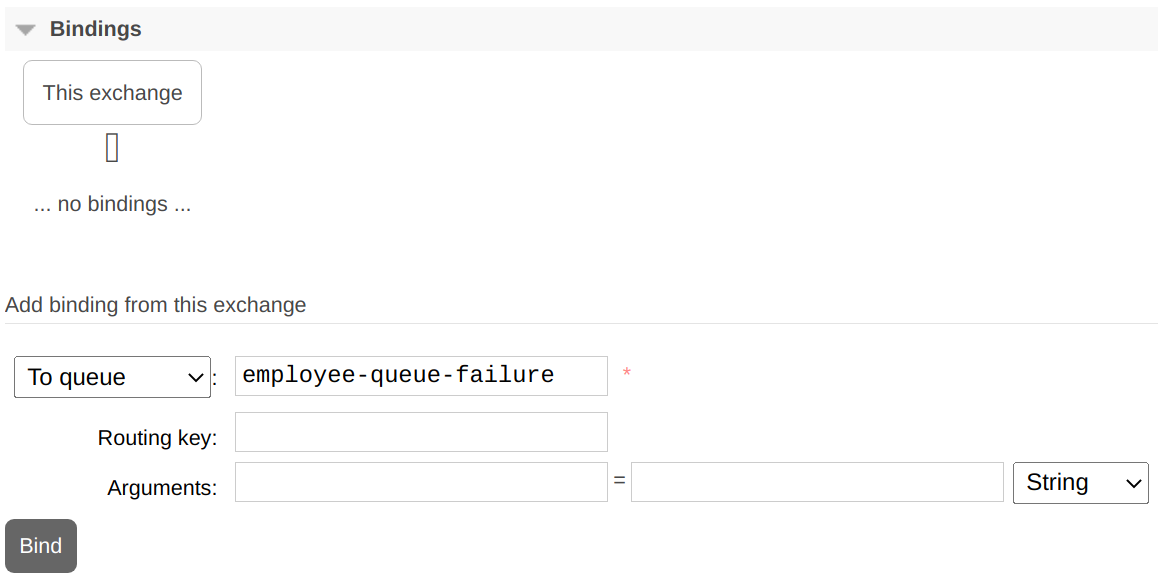 Bindings
This exchange
... no bindings ...
Add binding from this exchange
To queue : employee-queue-failure *
Routing key:
Arguments: = String
Bind